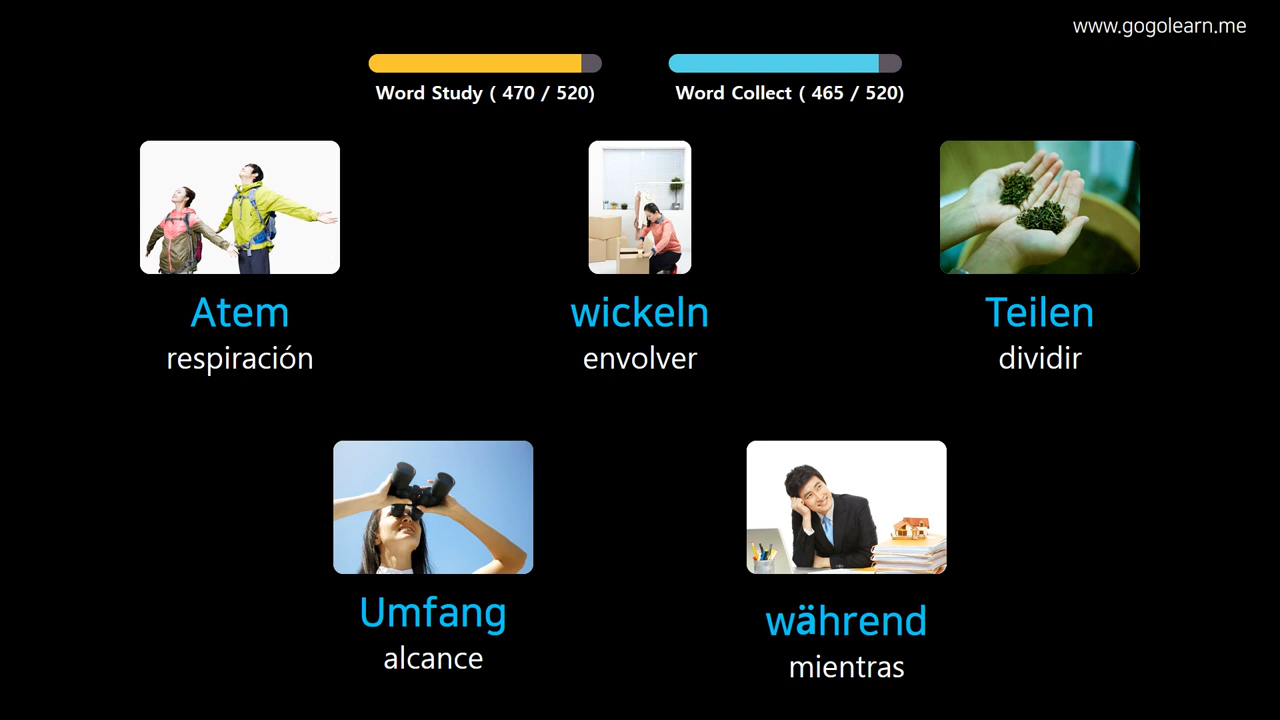 www.gogolearn.me
Word Study ( 470 / 520)
Word Collect ( 465 / 520)
Atem
respiración
wickeln
envolver
Teilen
dividir
Umfang
alcance
während
mientras